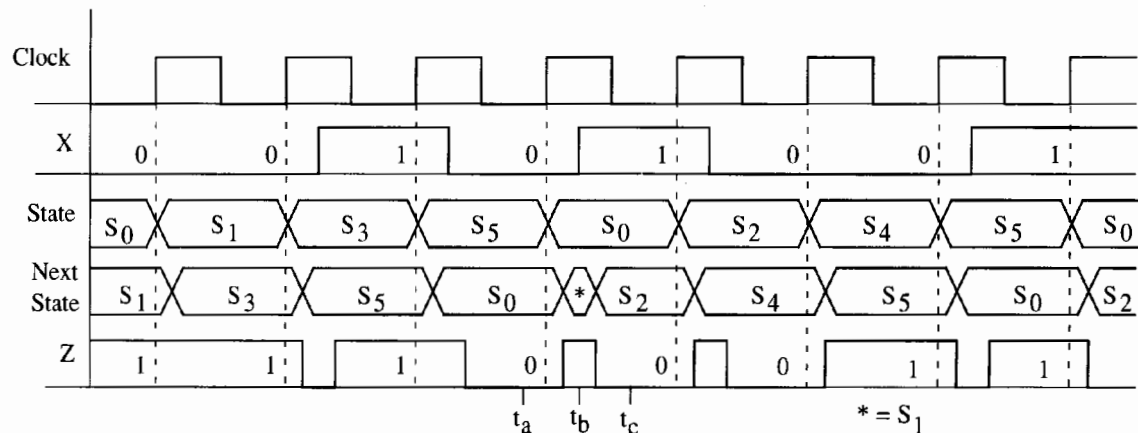 Clock
X 0 0 1 0 1 0 0 1
State S0 S1 S3 S5 S0 S2 S4 S5 S0
Next State S1 S3 S5 S0 * S2 S4 S5 S0 S2
Z 1 1 1 0 0 0 1 1
ta tb tc * = S1